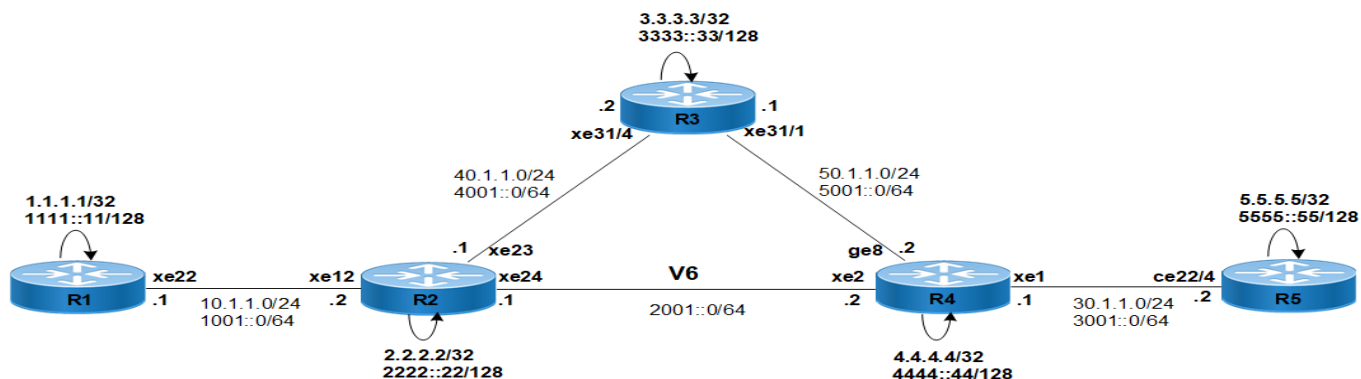 3.3.3.3/32
3333::33/128
.2
R3
.1
xe31/4
xe31/1
40.1.1.0/24
4001::0/64
50.1.1.0/24
5001::0/64
1.1.1.1/32
1111::11/128
5.5.5.5/32
5555::55/128
.1
xe23
ge8
.2
xe22
xe12
xe24
V6
xe2
xe1
ce22/4
R1
.1
10.1.1.0/24
1001::0/64
.2
R2
.1
2001::0/64
.2
R4
.1
30.1.1.0/24
3001::0/64
.2
R5
2.2.2.2/32
2222::22/128
4.4.4.4/32
4444::44/128